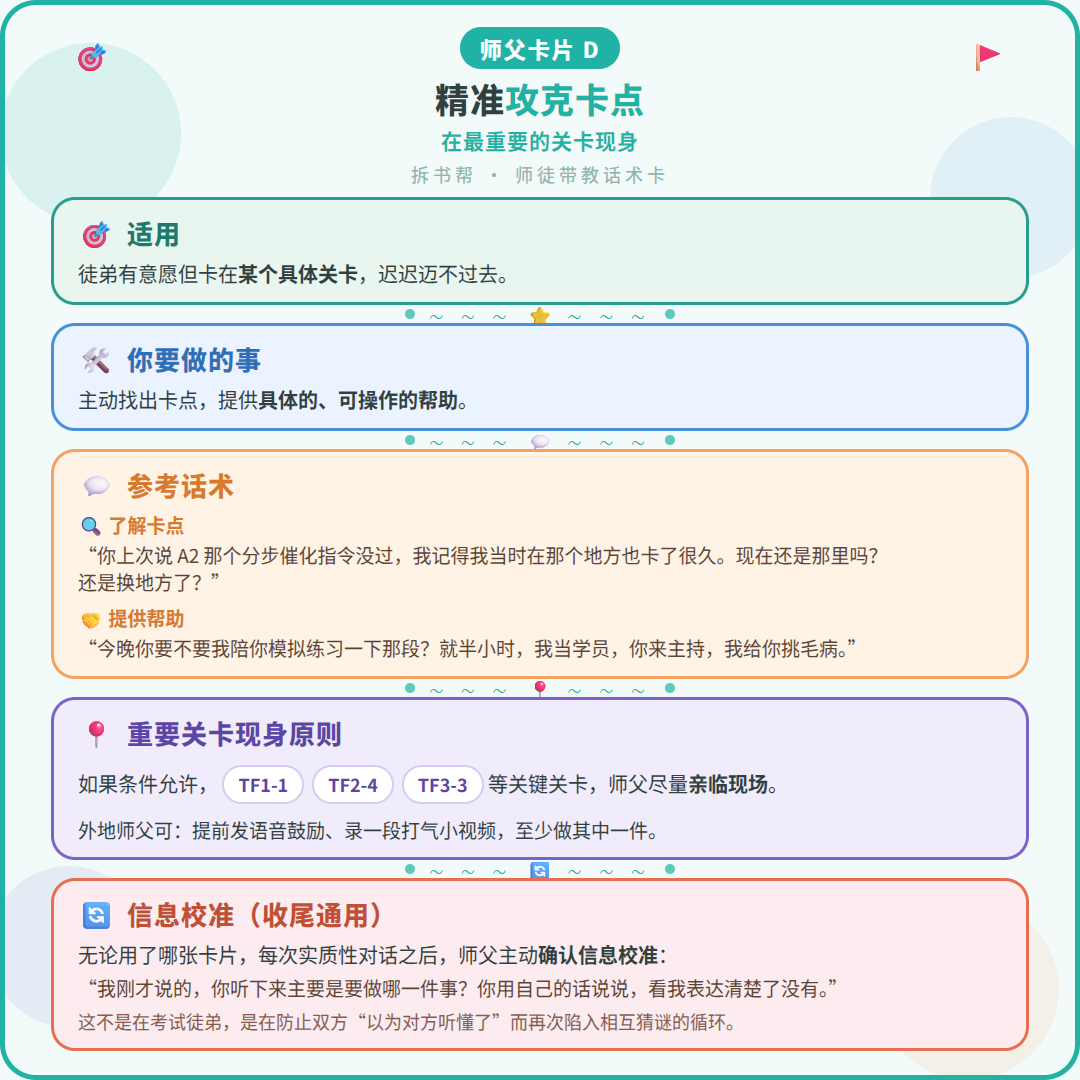 师父卡片 D
精准攻克卡点
在最重要的关卡现身
拆书帮 · 师徒带教话术卡
适用
徒弟有意愿但卡在某个具体关卡，迟迟迈不过去。
你要做的事
主动找出卡点，提供具体的、可操作的帮助。
参考话术
了解卡点
“你上次说 A2 那个分步催化指令没过，我记得我当时在那个地方也卡了很久。现在还是那里吗？
还是换地方了？”
提供帮助
“今晚你要不要我陪你模拟练习一下那段？就半小时，我当学员，你来主持，我给你挑毛病。”
重要关卡现身原则
如果条件允许， TF1-1 TF2-4 TF3-3 等关键关卡，师父尽量亲临现场。
外地师父可：提前发语音鼓励、录一段打气小视频，至少做其中一件。
信息校准（收尾通用）
无论用了哪张卡片，每次实质性对话之后，师父主动确认信息校准：
“我刚才说的，你听下来主要是要做哪一件事？你用自己的话说说，看我表达清楚了没有。”
这不是在考试徒弟，是在防止双方“以为对方听懂了”而再次陷入相互猜谜的循环。